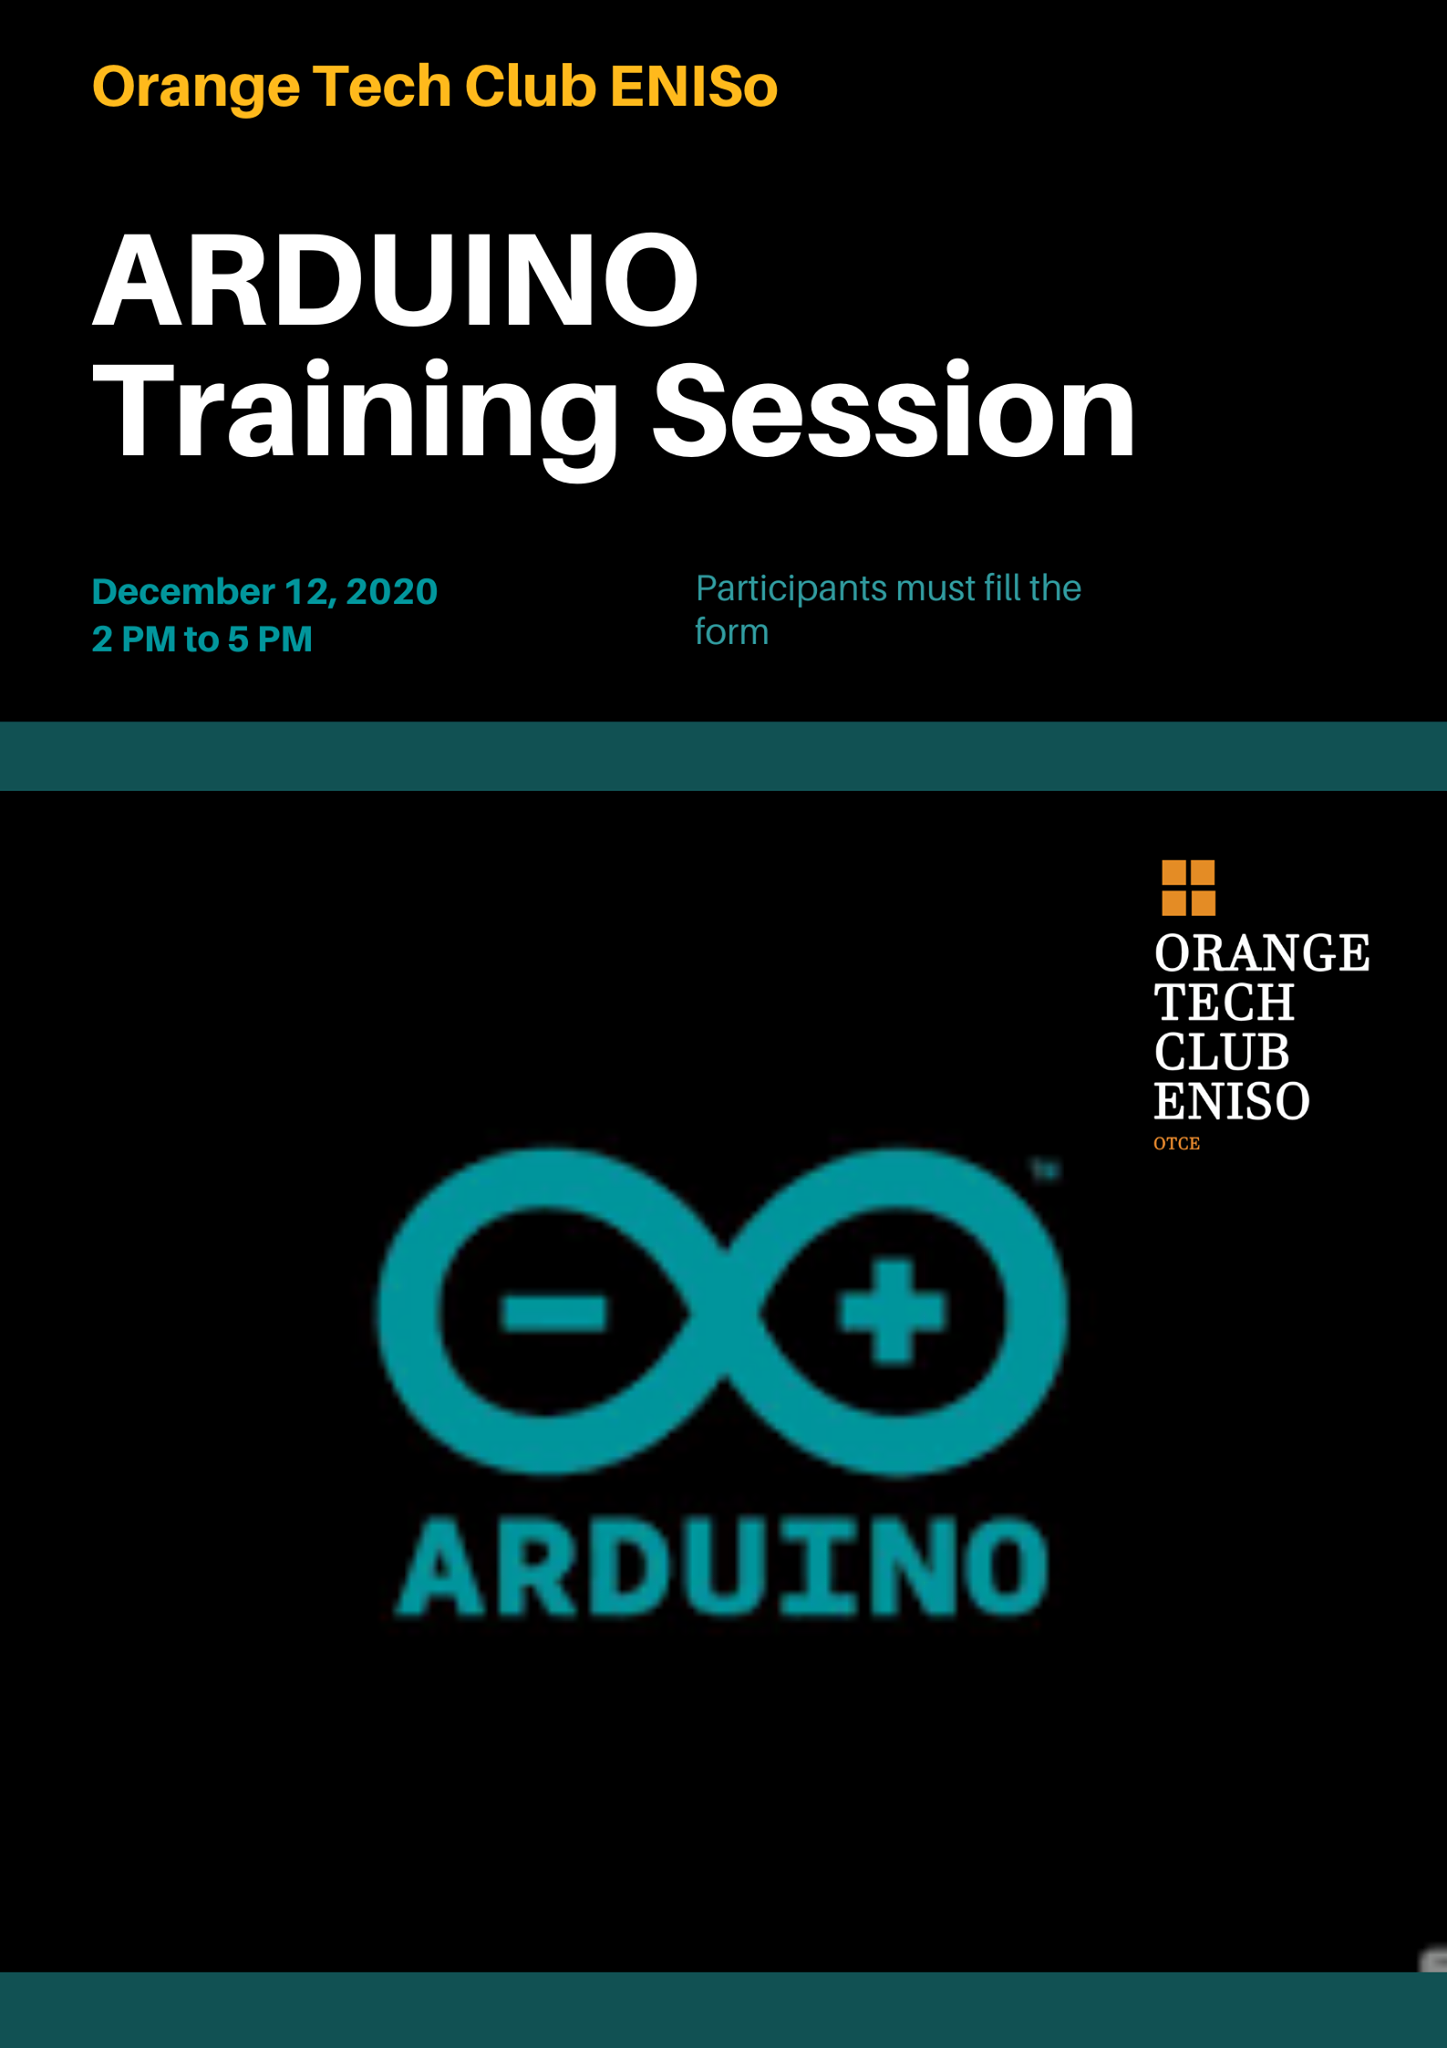 Orange Tech Club ENISo
ARDUINO
Training Session
December 12, 2020
2 PM to 5 PM
Participants must fill the
form
ORANGE
TECH
CLUB
ENISO
OTCE
ARDUINO